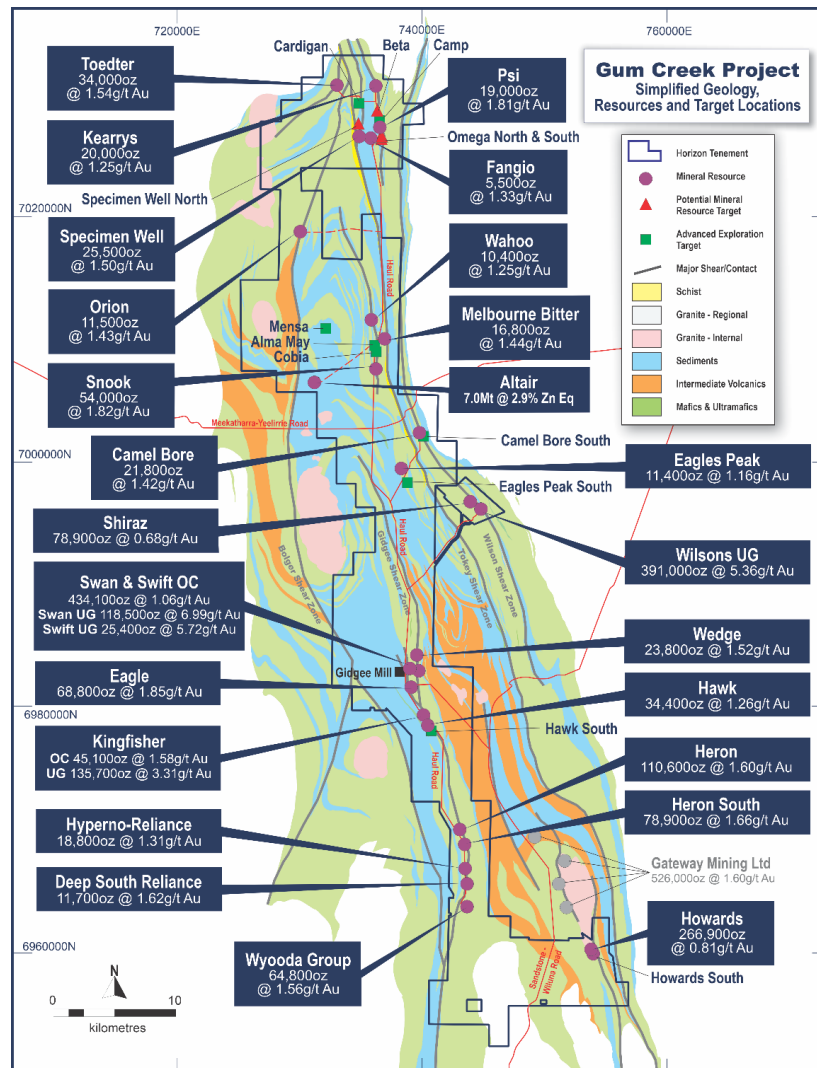 720000E
740000E
760000E
Gum Creek Project
Simplified Geology,
Resources and Target Locations
Horizon Tenement
Mineral Resource
Potential Mineral
Resource Target
Advanced Exploration
Target
Major Shear/Contact
Schist
Granite - Regional
Granite - Internal
Sediments
Intermediate Volcanics
Mafics & Ultramafics
Cardigan
Beta
Camp
Toedter
34,000oz
@ 1.54g/t Au
Psi
19,000oz
@ 1.81g/t Au
Kearrys
20,000oz
@ 1.25g/t Au
Omega North & South
Fangio
5,500oz
@ 1.33g/t Au
Specimen Well North
7020000N
Specimen Well
25,500oz
@ 1.50g/t Au
Wahoo
10,400oz
@ 1.25g/t Au
Haul Road
Orion
11,500oz
@ 1.43g/t Au
Melbourne Bitter
16,800oz
@ 1.44g/t Au
Mensa
Alma May
Cobia
Snook
54,000oz
@ 1.82g/t Au
Altair
7.0Mt @ 2.9% Zn Eq
Meekatharra-Yeelirrie Road
Camel Bore South
7000000N
Camel Bore
21,800oz
@ 1.42g/t Au
Eagles Peak
11,400oz @ 1.16g/t Au
Eagles Peak South
Shiraz
78,900oz @ 0.68g/t Au
Wilsons UG
391,000oz @ 5.36g/t Au
Haul Road
Gidgee Shear Zone
Bolger Shear Zone
Tokey Shear Zone
Wilson Shear Zone
Swan & Swift OC
434,100oz @ 1.06g/t Au
Swan UG 118,500oz @ 6.99g/t Au
Swift UG 25,400oz @ 5.72g/t Au
Wedge
23,800oz @ 1.52g/t Au
Gidgee Mill
Eagle
68,800oz @ 1.85g/t Au
Hawk
34,400oz @ 1.26g/t Au
6980000N
Hawk South
Kingfisher
OC 45,100oz @ 1.58g/t Au
UG 135,700oz @ 3.31g/t Au
Haul Road
Heron
110,600oz @ 1.60g/t Au
Heron South
78,900oz @ 1.66g/t Au
Hyperno-Reliance
18,800oz @ 1.31g/t Au
Gateway Mining Ltd
526,000oz @ 1.60g/t Au
Deep South Reliance
11,700oz @ 1.62g/t Au
Howards
266,900oz
@ 0.81g/t Au
6960000N
Wyooda Group
64,800oz
@ 1.56g/t Au
Sandstone -
Wiluna Road
Howards South
N
0
10
kilometres